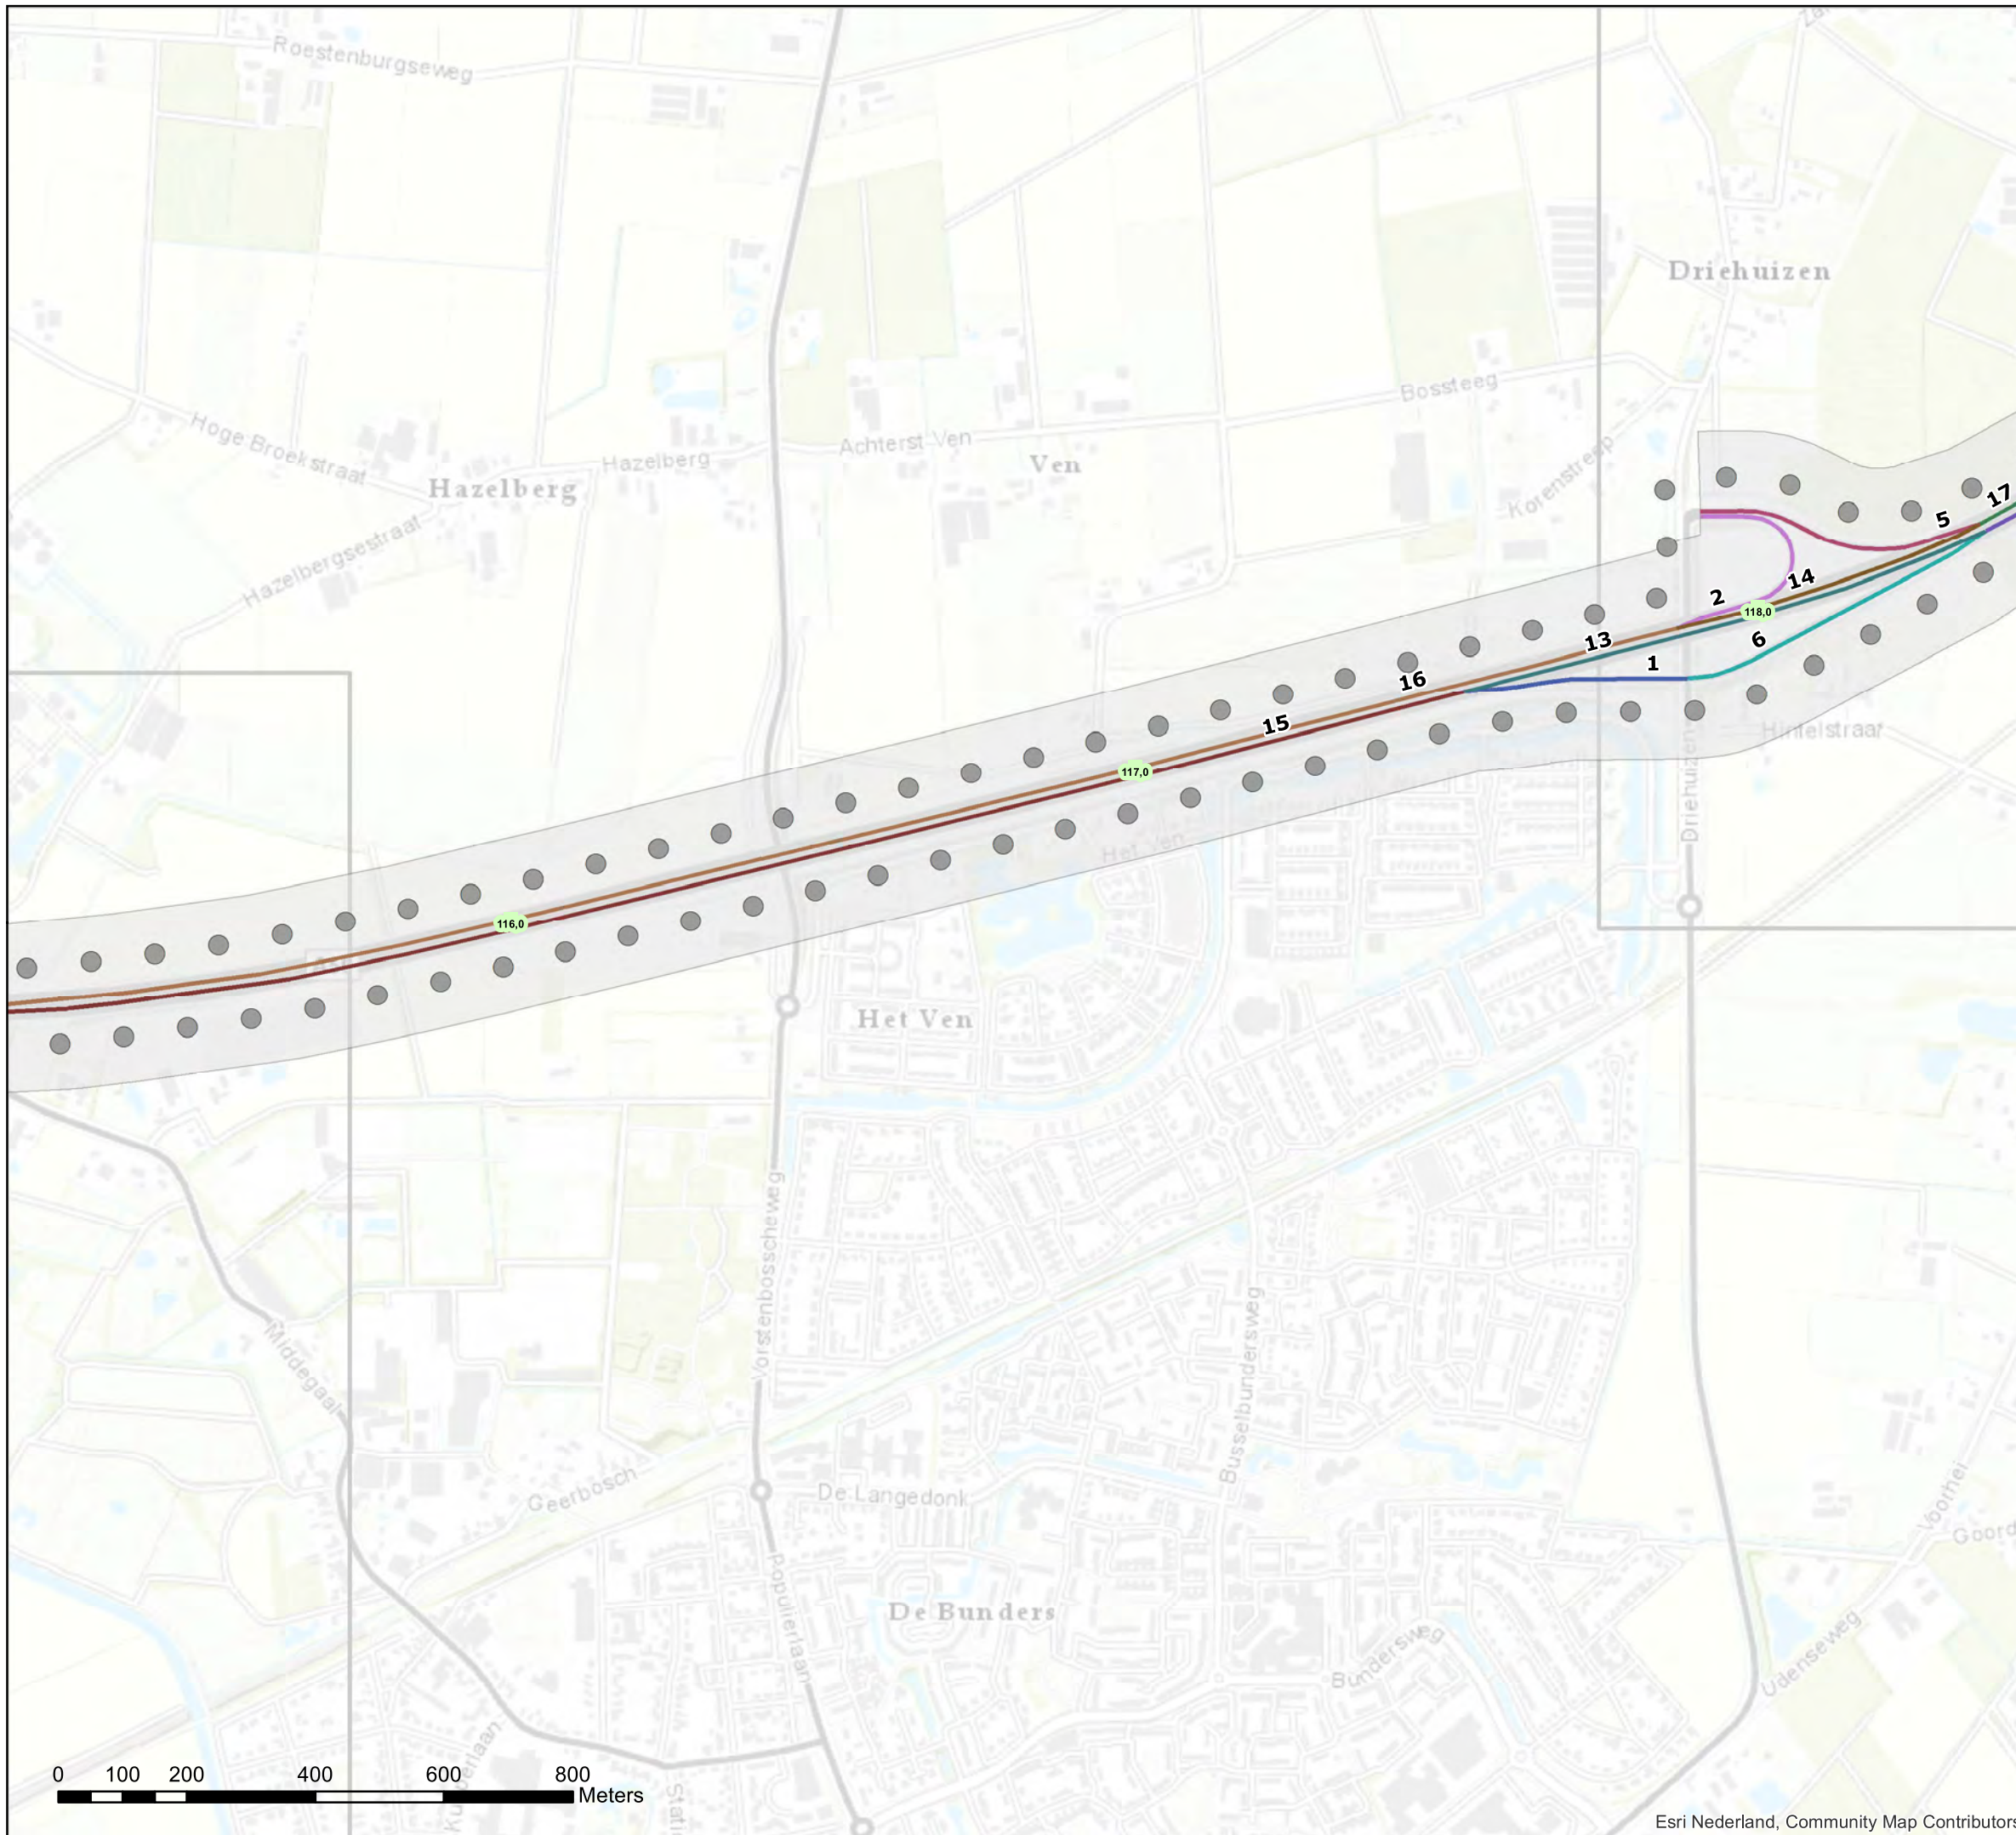 Roestenburgseweg
Driehuizen
Bossteeg
Hoge Broekstraat
Achterst Ven
Hazelberg
Ven
Korenstreep
Hazelberg
17
5
Hazelbergsestraat
14
2
118,0
13
6
1
16
15
Hintelstraat
117,0
Driehuizen
Het Ven
116,0
Het Ven
Vorstenbosscheweg
Middegaal
Busselbundersweg
Geerbosch
De Langedonk
Voorhei
Goord
Populierlaan
De Bunders
Bundersweg
Udenseweg
0 100 200 400 600 800
Meters
Stati
Esri Nederland, Community Map Contributors